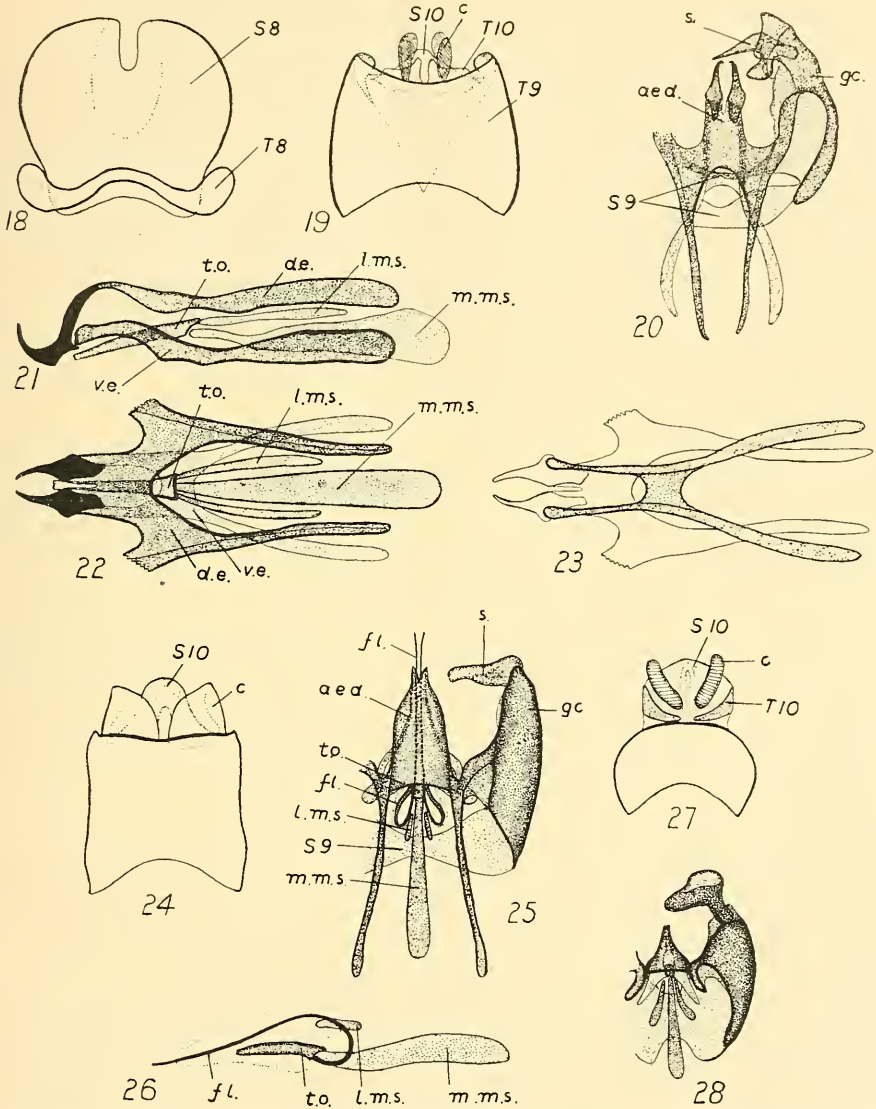 S8
T8
18
S10
c
T10
T9
19
s.
aed.
gc.
S9
20
t.o.
d.e.
l.m.s.
m.m.s.
v.e.
21
t.o.
l.m.s.
m.m.s.
d.e.
v.e.
22
23
S10
c
24
fl.
s.
aed.
gc
t.o.
fl.
l.m.s
S9
m.m.s.
25
S10
c
T10
27
26
fl.
t.o.
l.m.s.
m.m.s.
28